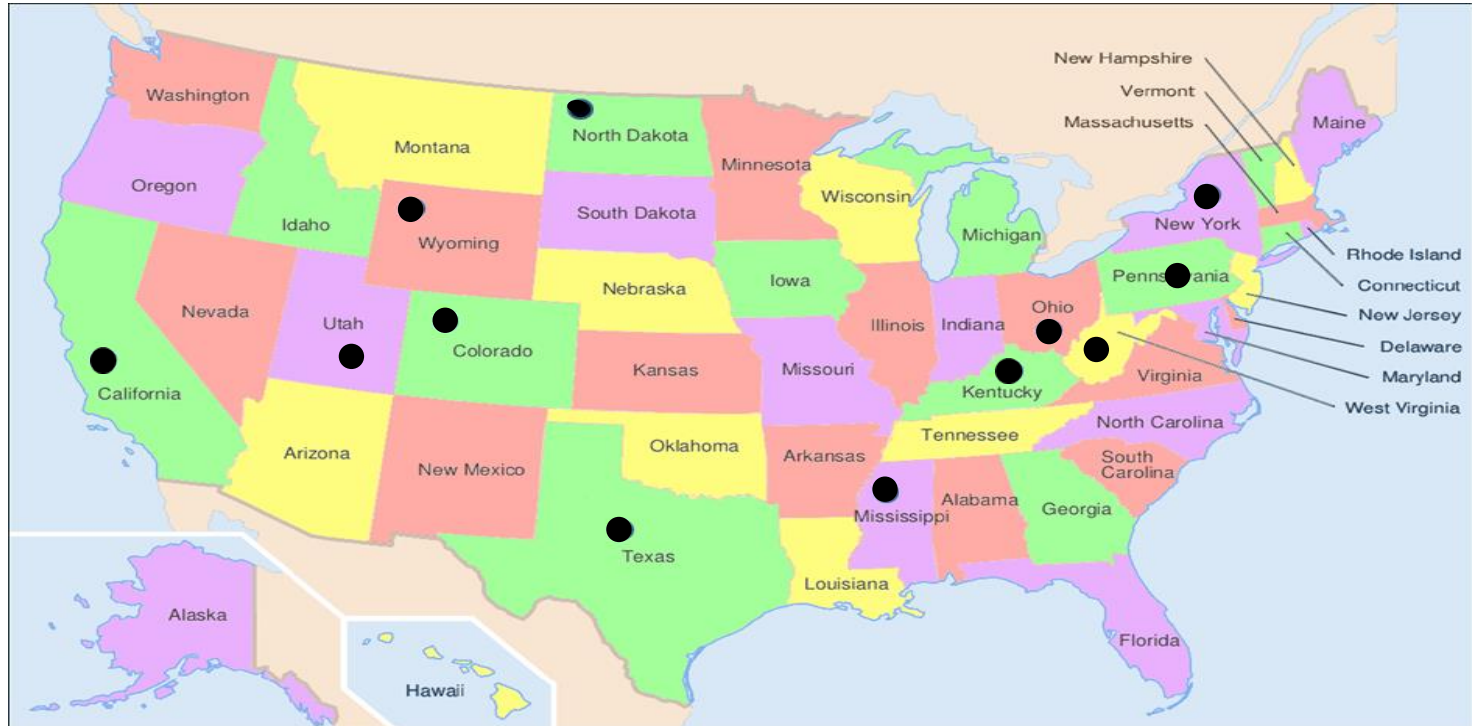 New Hampshire
Vermont
Massachusetts
Washington
Montana
North Dakota
Minnesota
Maine
Oregon
Idaho
Wyoming
South Dakota
Wisconsin
Michigan
New York
Rhode Island
Connecticut
Nevada
Utah
Colorado
Nebraska
Iowa
Illinois
Indiana
Ohio
New Jersey
Delaware
Maryland
West Virginia
California
Kansas
Missouri
Kentucky
Virginia
Arizona
New Mexico
Oklahoma
Arkansas
Tennessee
North Carolina
South
Carolina
Texas
Mississippi
Alabama
Georgia
Louisiana
Florida
Alaska
Hawaii